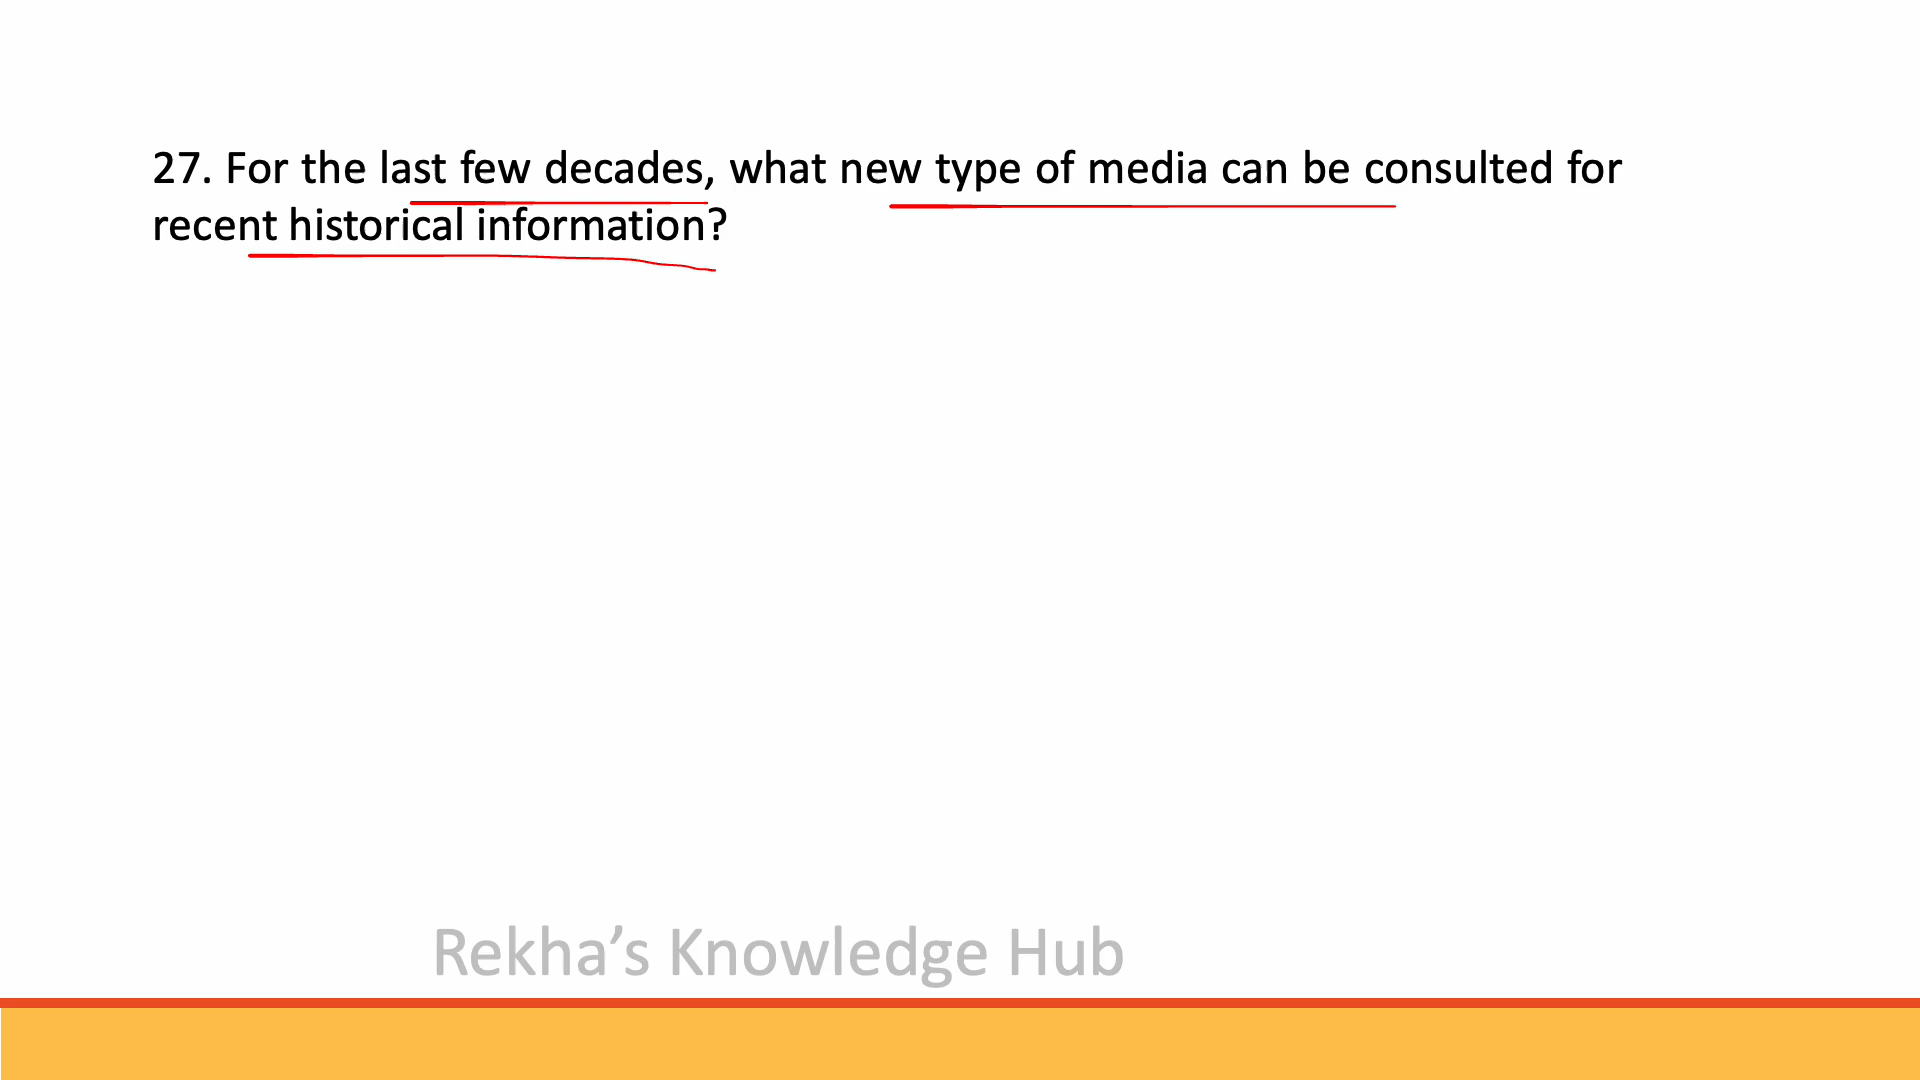 27. For the last few decades, what new type of media can be consulted for
recent historical information?
Rekha’s Knowledge Hub